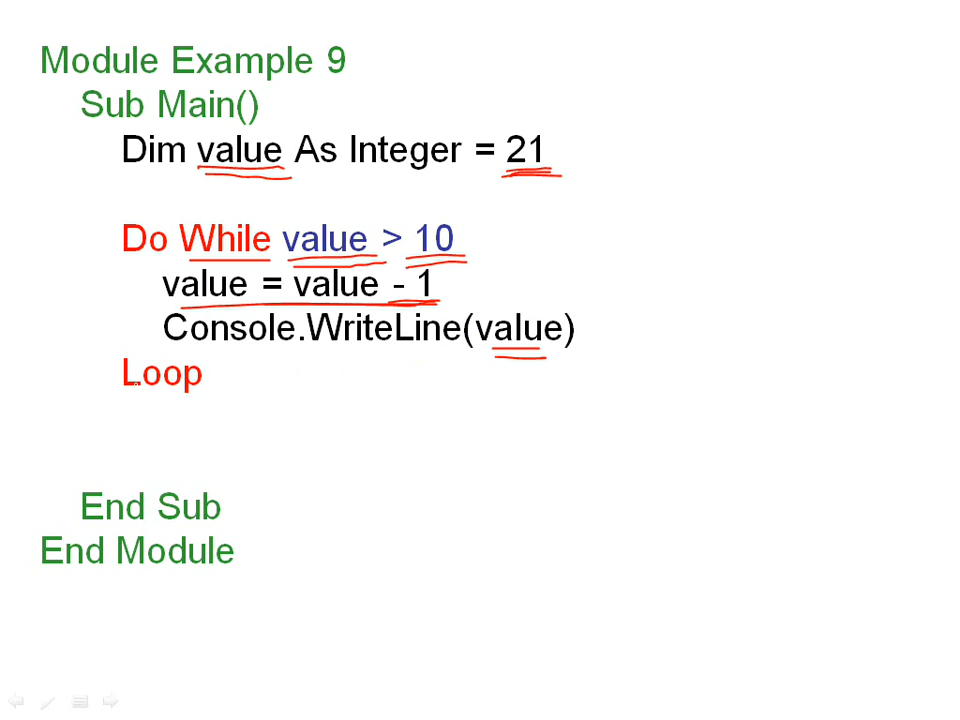 Module Example 9
Sub Main()
Dim value As Integer = 21
Do While value > 10
value = value - 1
Console.WriteLine(value)
Loop
End Sub
End Module